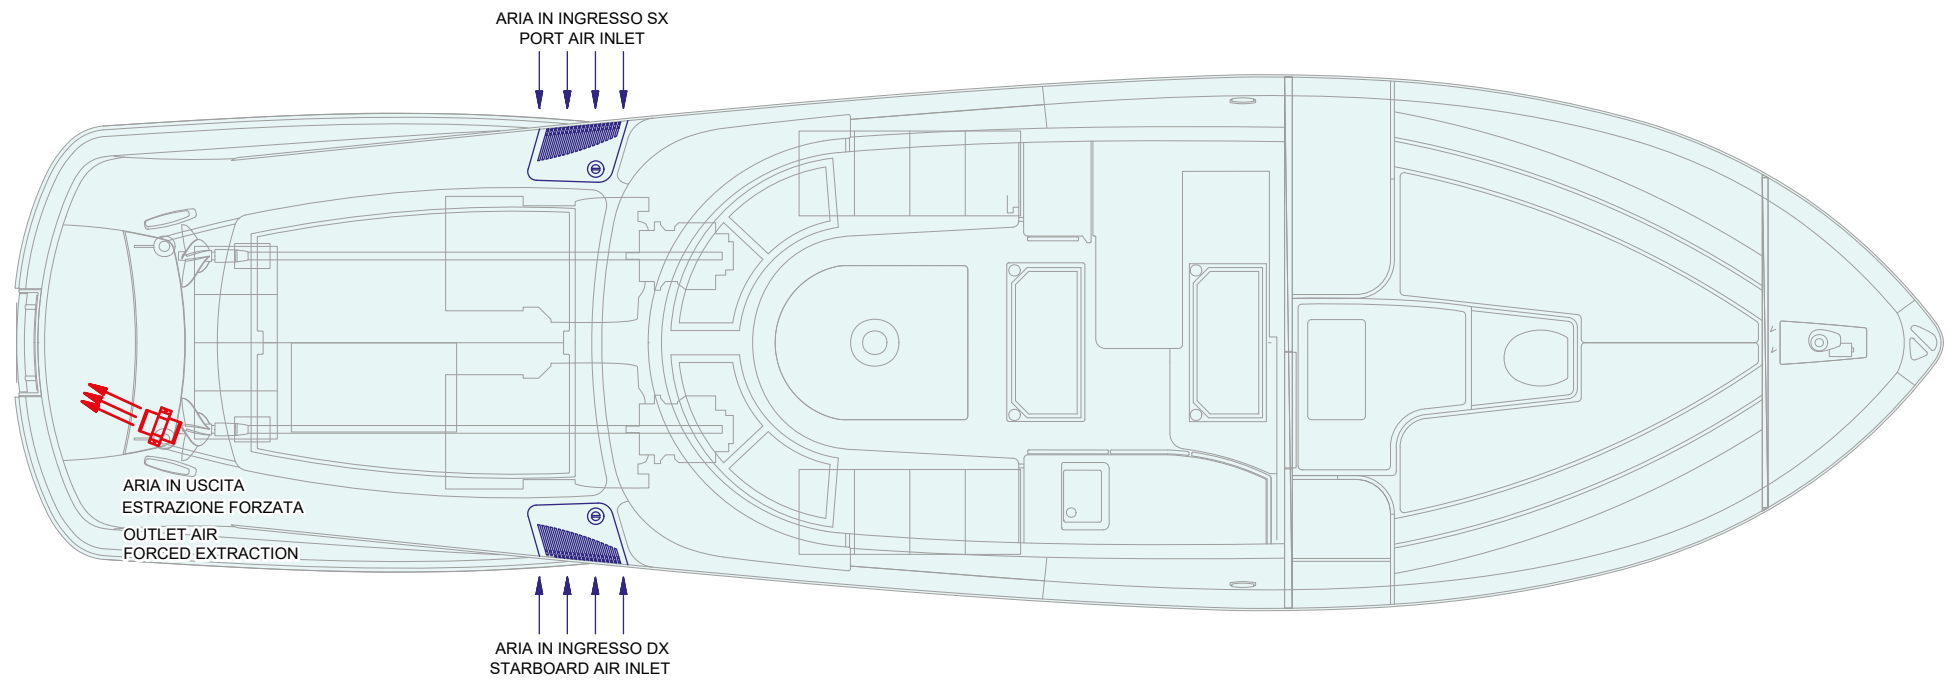 ARIA IN INGRESSO SX
PORT AIR INLET
ARIA IN USCITA
ESTRAZIONE FORZATA
OUTLET AIR
FORCED EXTRACTION
ARIA IN INGRESSO DX
STARBOARD AIR INLET